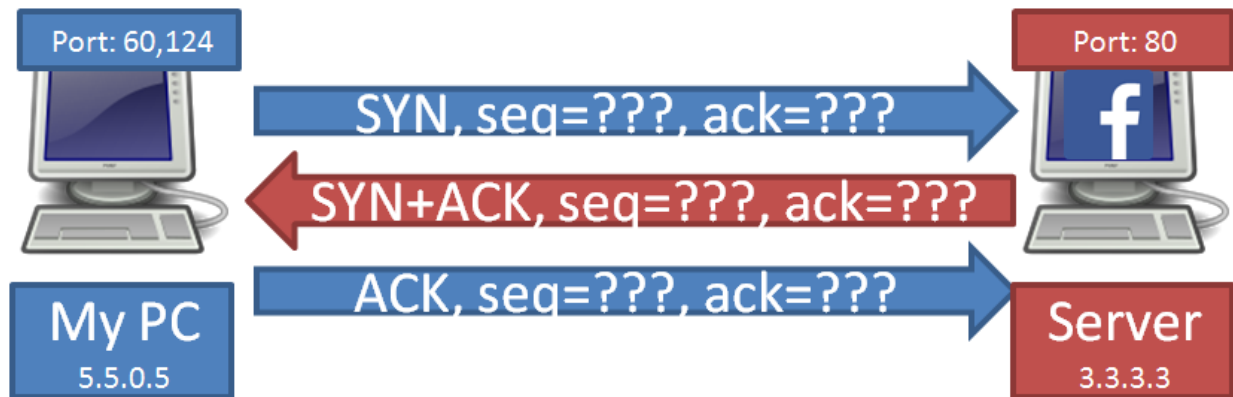 Port: 60,124
Port: 80
f
SYN, seq=???, ack=???
SYN+ACK, seq=???, ack=???
ACK, seq=???, ack=???
My PC
5.5.0.5
Server
3.3.3.3